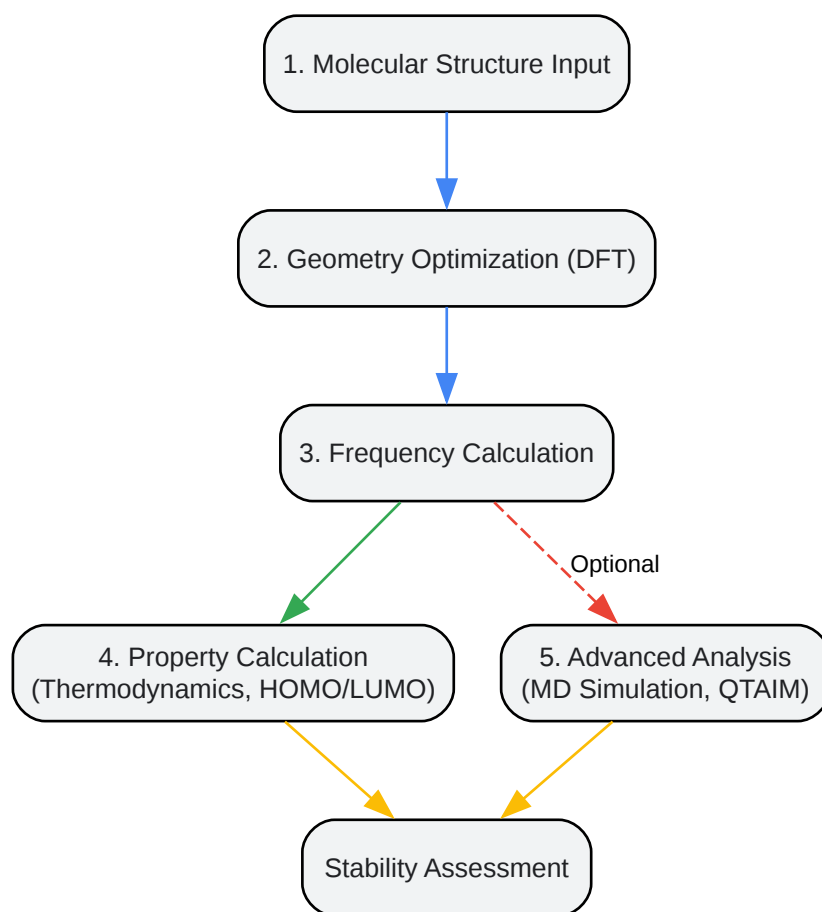 1. Molecular Structure Input
2. Geometry Optimization (DFT)
3. Frequency Calculation
Optional
4. Property Calculation
(Thermodynamics, HOMO/LUMO)
5. Advanced Analysis
(MD Simulation, QTAIM)
Stability Assessment